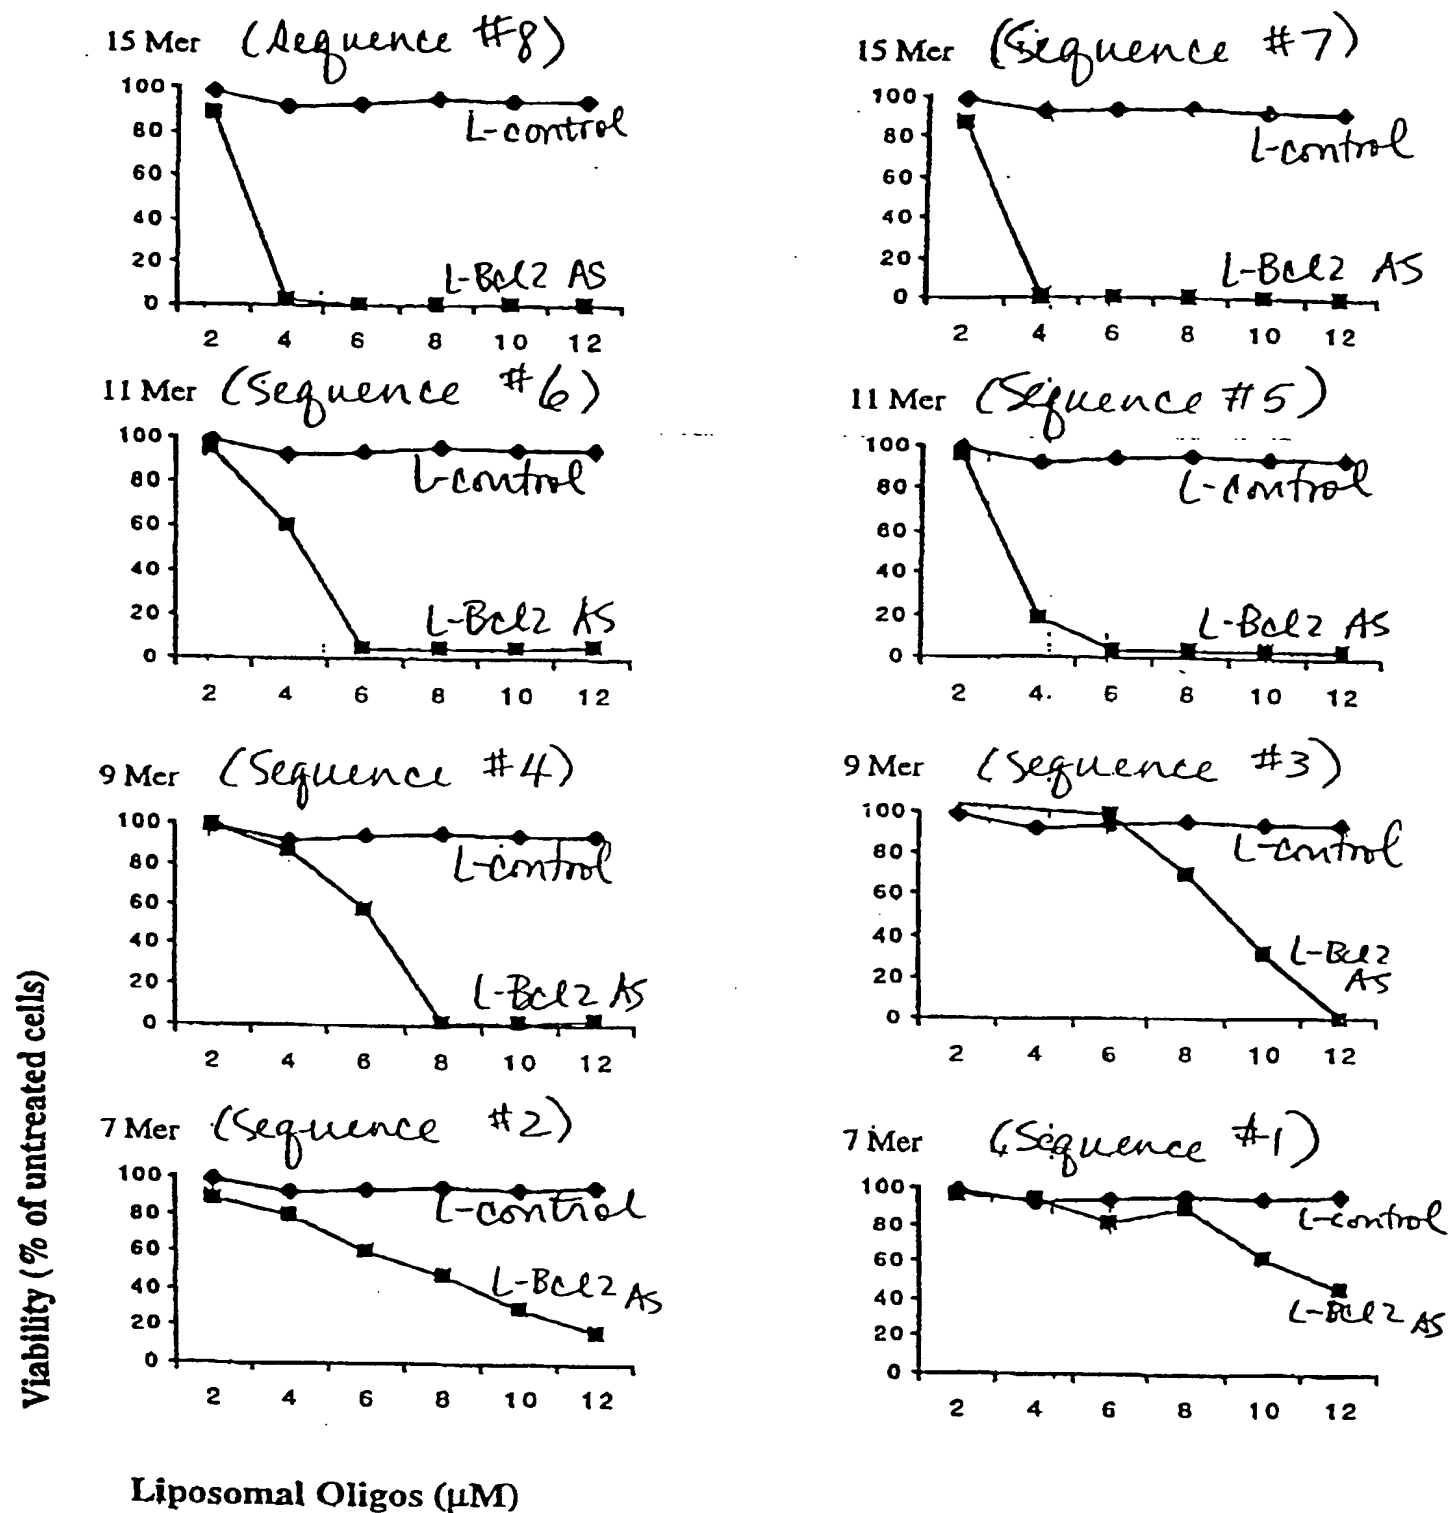 15 Mer (Sequence #8)
100
80
60
40
20
0
L-control
L-Bcl2 AS
2 4 6 8 10 12
15 Mer (Sequence #7)
100
80
60
40
20
0
L-control
L-Bcl2 AS
2 4 6 8 10 12
11 Mer (Sequence #6)
100
80
60
40
20
0
L-control
L-Bcl2 AS
2 4 6 8 10 12
11 Mer (Sequence #5)
100
80
60
40
20
0
L-control
L-Bcl2 AS
2 4 6 8 10 12
9 Mer (Sequence #4)
100
80
60
40
20
0
L-control
L-Bcl2 AS
2 4 6 8 10 12
9 Mer (Sequence #3)
100
80
60
40
20
0
L-control
L-Bcl2
AS
2 4 6 8 10 12
7 Mer (Sequence #2)
100
80
60
40
20
0
L-control
L-Bcl2 AS
2 4 6 8 10 12
7 Mer (Sequence #1)
100
80
60
40
20
0
L-control
L-Bcl2 AS
2 4 6 8 10 12
Viability (% of untreated cells)
Liposomal Oligos (µM)